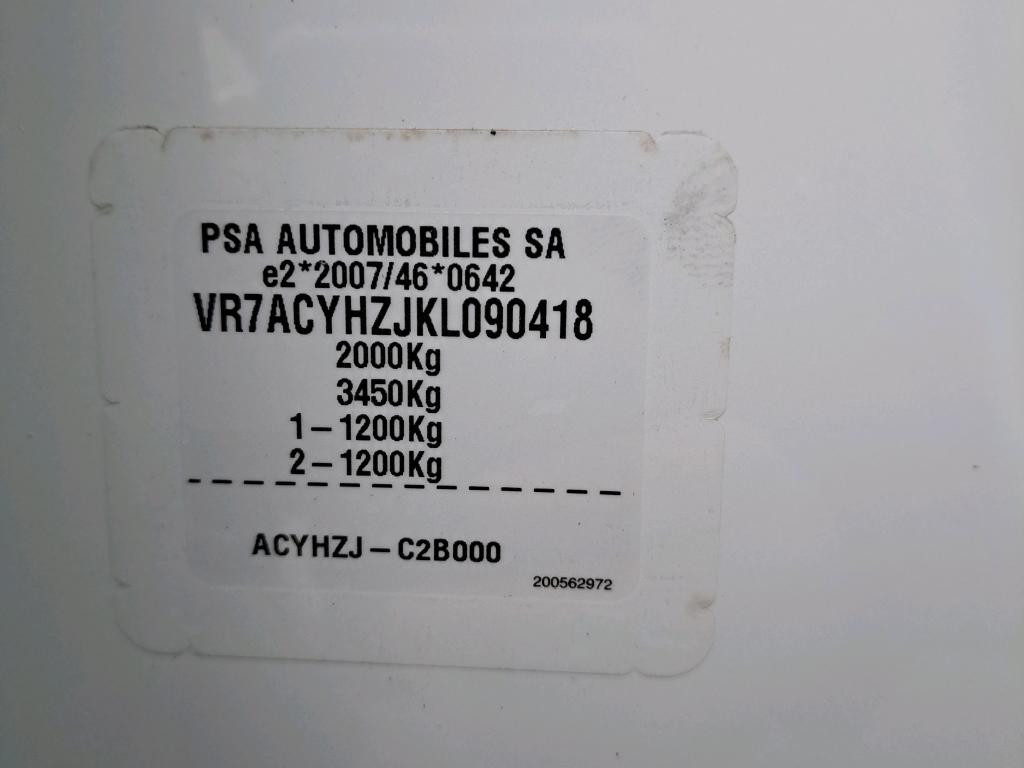 PSA AUTOMOBILES SA
e2*2007/46*0642
VR7ACYHZJKL090418
2000Kg
3450Kg
1-1200Kg
2-1200Kg
ACYHZJ-C2B000
200562972